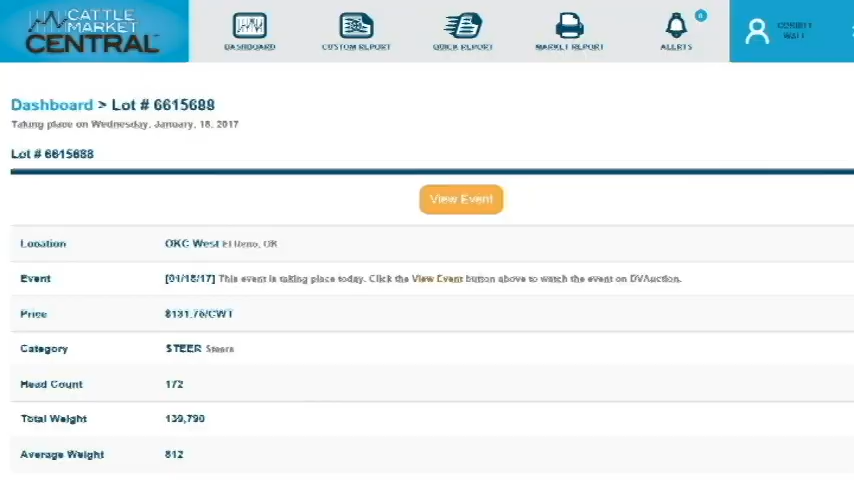 CATTLE
MARKET
CENTRAL
DASHBOARD
CUSTOM REPORT
QUICK REPORT
MARKET REPORT
ALERTS
Dashboard > Lot # 6615688
Taking place on Wednesday, January, 18, 2017
Lot # 6615688
View Event
Location OKC West El Reno, OK
Event [01/18/17] This event is taking place today. Click the View Event button above to watch the event on DVAuction.
Price $131.75/CWT
Category STEER Steers
Head Count 172
Total Weight 139,790
Average Weight 812